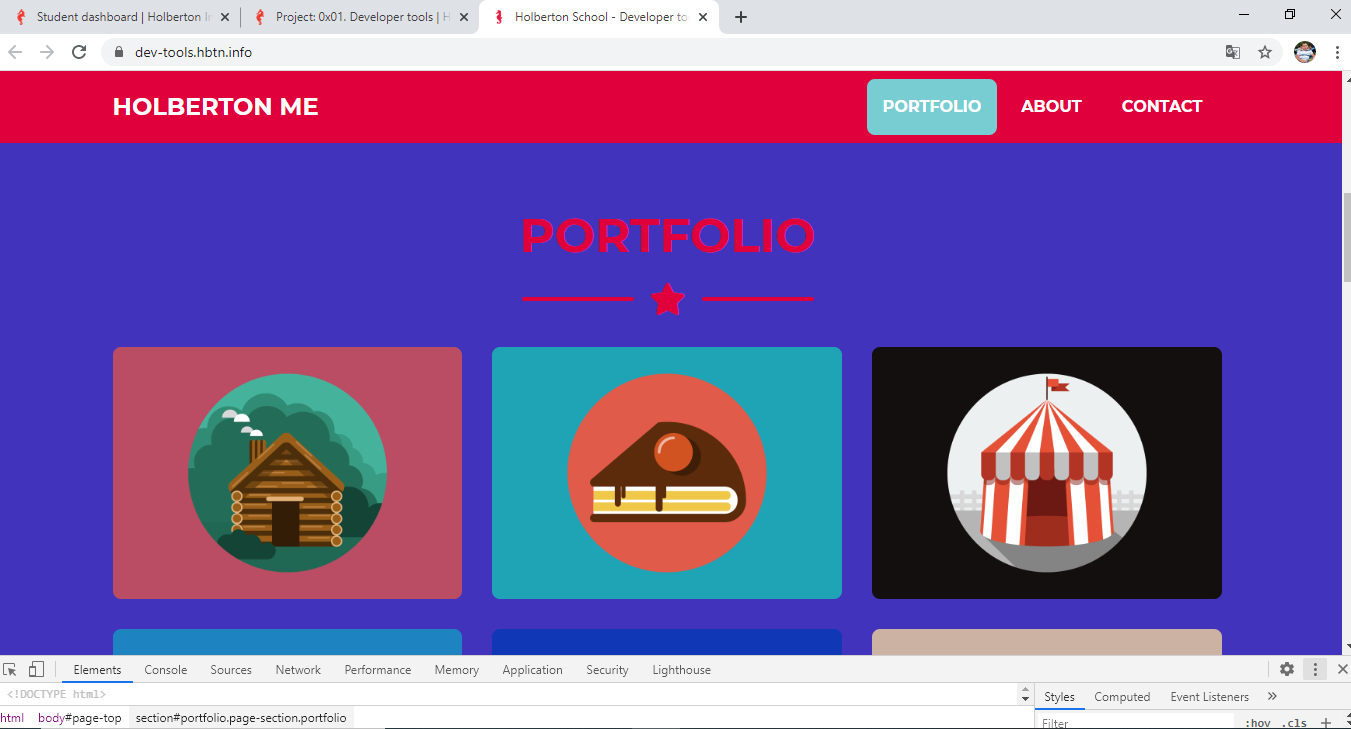 Student dashboard | Holberton In
Project: 0x01. Developer tools | H
Holberton School - Developer to
dev-tools.hbtn.info
HOLBERTON ME
PORTFOLIO
ABOUT
CONTACT
PORTFOLIO
Elements Console Sources Network Performance Memory Application Security Lighthouse
<!DOCTYPE html>
Styles Computed Event Listeners »
html body#page-top section#portfolio.page-section.portfolio
Filter :hov .cls +